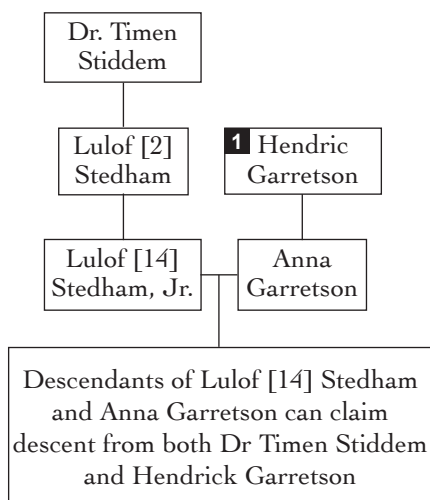 Dr. Timen
Stiddem
Lulof [2]
Stedham
1 Hendric
Garretson
Lulof [14]
Stedham, Jr.
Anna
Garretson
Descendants of Lulof [14] Stedham
and Anna Garretson can claim
descent from both Dr Timen Stiddem
and Hendrick Garretson